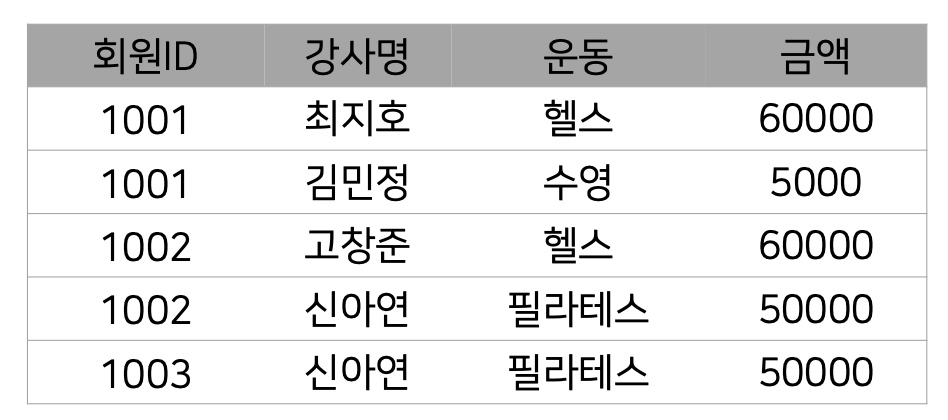 회원ID 강사명 운동 금액
1001 최지호 헬스 60000
1001 김민정 수영 5000
1002 고창준 헬스 60000
1002 신아연 필라테스 50000
1003 신아연 필라테스 50000